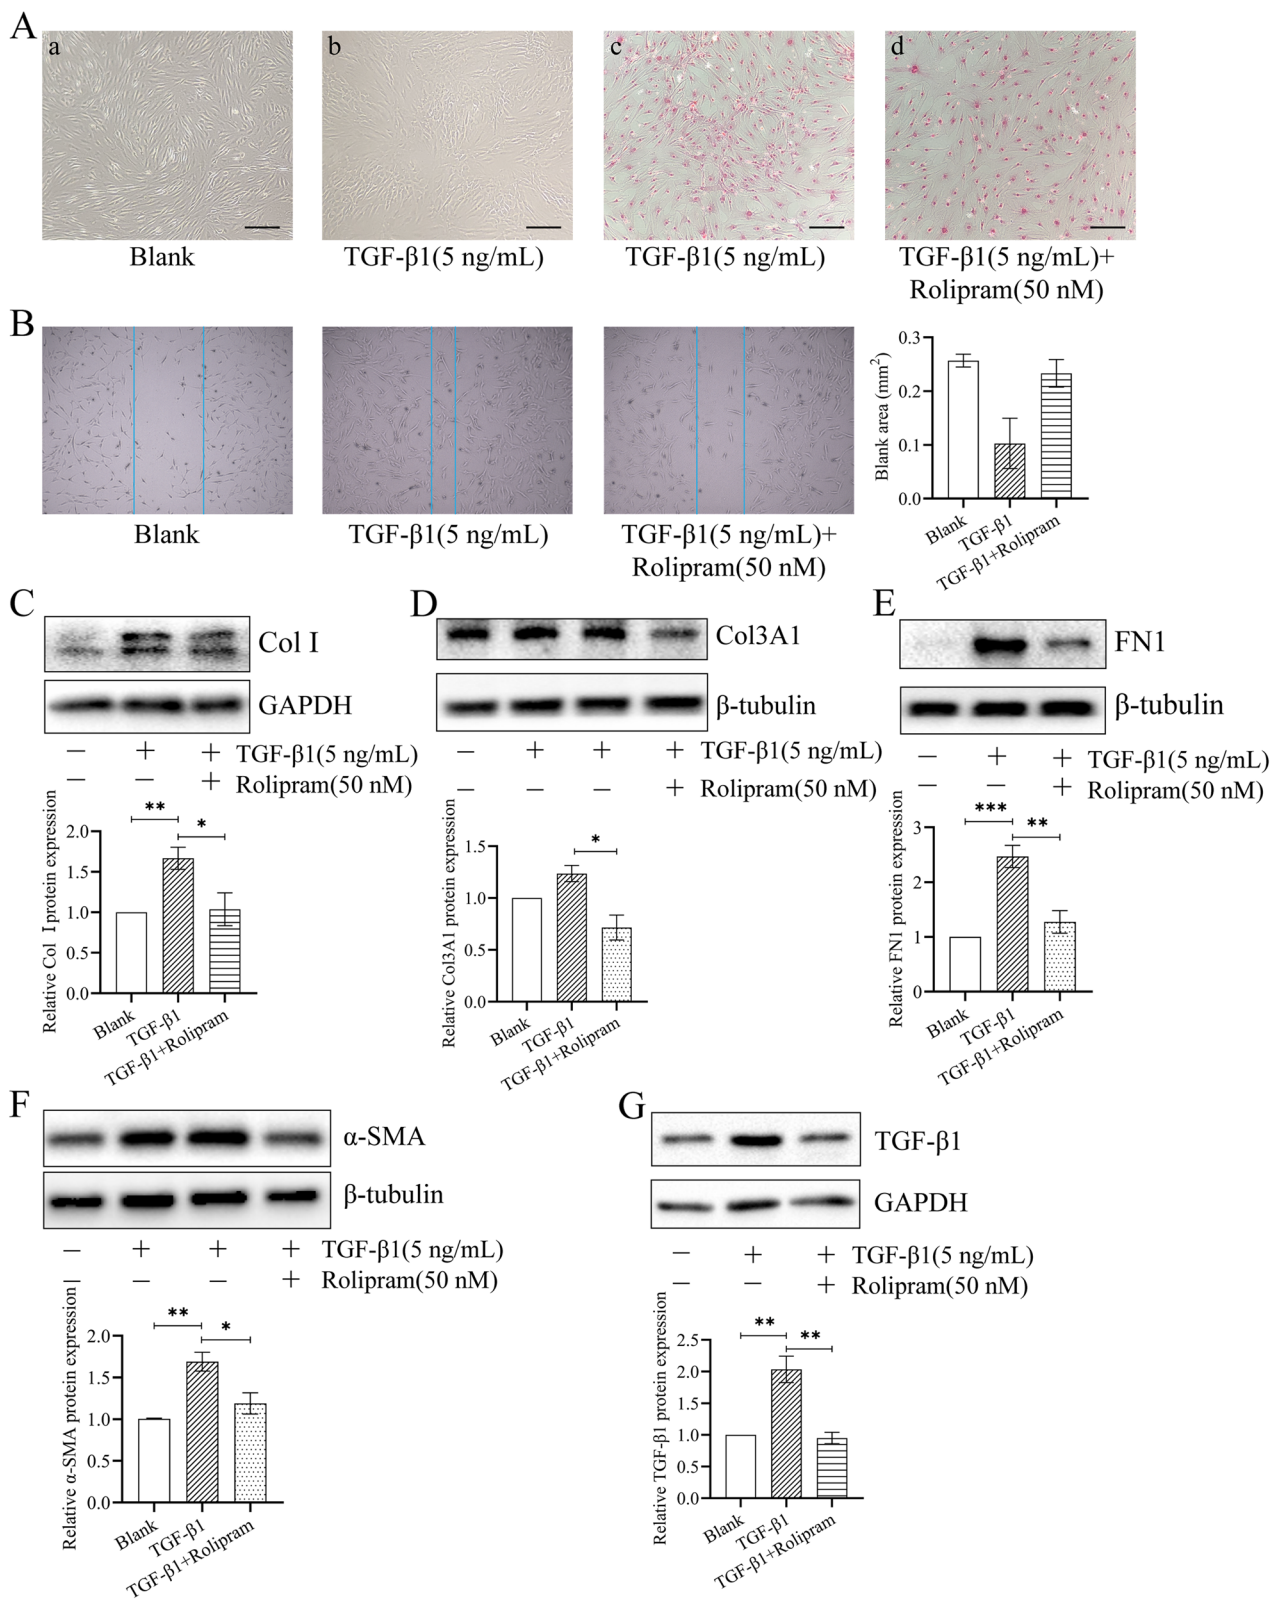 A
a
b
c
d
Blank
TGF-β1(5 ng/mL)
TGF-β1(5 ng/mL)
TGF-β1(5 ng/mL)+
Rolipram(50 nM)
B
Blank
TGF-β1(5 ng/mL)
TGF-β1(5 ng/mL)+
Rolipram(50 nM)
Blank area (mm²)
0.3
0.2
0.1
0.0
Blank
TGF-β1
TGF-β1+Rolipram
C
Col I
GAPDH
— + + TGF-β1(5 ng/mL)
— — + Rolipram(50 nM)
Relative Col I protein expression
** *
2.0
1.5
1.0
0.5
0.0
Blank
TGF-β1
TGF-β1+Rolipram
D
Col3A1
β-tubulin
— + + + TGF-β1(5 ng/mL)
— — — + Rolipram(50 nM)
Relative Col3A1 protein expression
*
1.5
1.0
0.5
0.0
Blank
TGF-β1
TGF-β1+Rolipram
E
FN1
β-tubulin
— + + TGF-β1(5 ng/mL)
— — + Rolipram(50 nM)
Relative FN1 protein expression
*** **
3
2
1
0
Blank
TGF-β1
TGF-β1+Rolipram
F
α-SMA
β-tubulin
— + + + TGF-β1(5 ng/mL)
— — — + Rolipram(50 nM)
Relative α-SMA protein expression
** *
2.0
1.5
1.0
0.5
0.0
Blank
TGF-β1
TGF-β1+Rolipram
G
TGF-β1
GAPDH
— + + TGF-β1(5 ng/mL)
— — + Rolipram(50 nM)
Relative TGF-β1 protein expression
** **
2.5
2.0
1.5
1.0
0.5
0.0
Blank
TGF-β1
TGF-β1+Rolipram